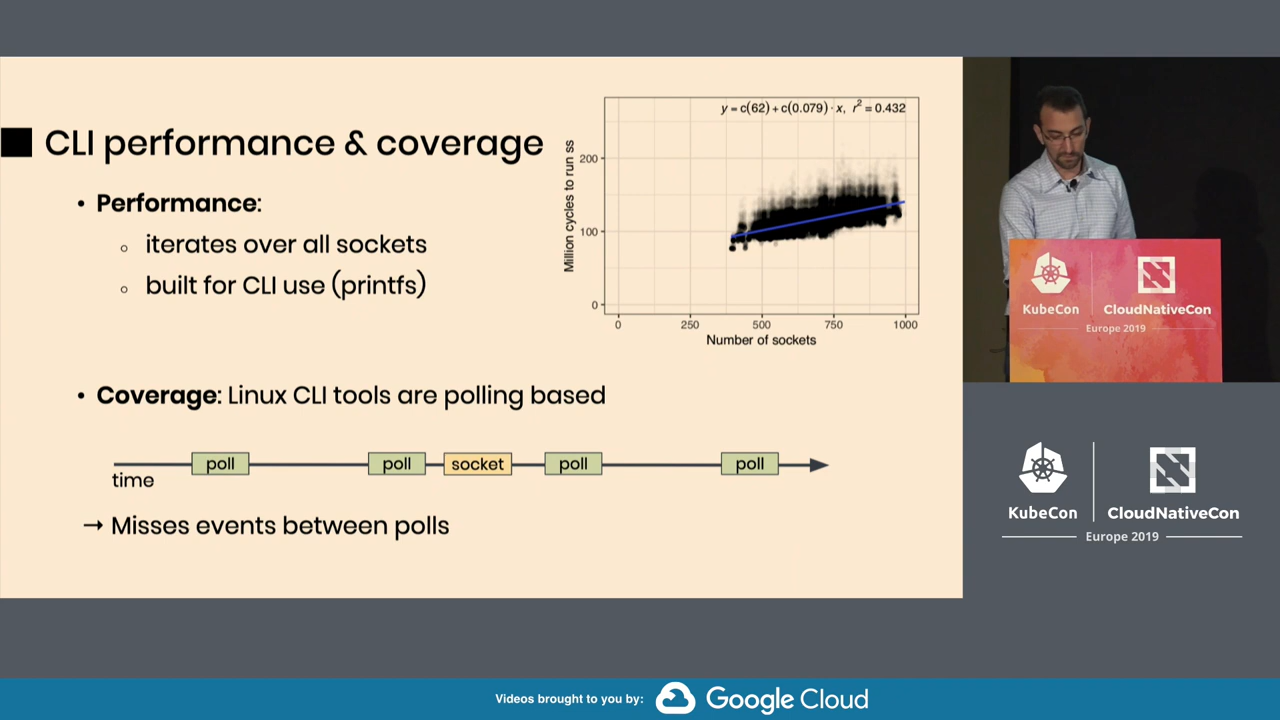 CLI performance & coverage
• Performance:
○ iterates over all sockets
○ built for CLI use (printfs)
y = c(62) + c(0.079) · x, r² = 0.432
Million cycles to run ss
200
100
0
0 250 500 750 1000
Number of sockets
• Coverage: Linux CLI tools are polling based
poll poll socket poll poll
time
→ Misses events between polls
KubeCon CloudNativeCon
Europe 2019
KubeCon CloudNativeCon
Europe 2019
Videos brought to you by: Google Cloud